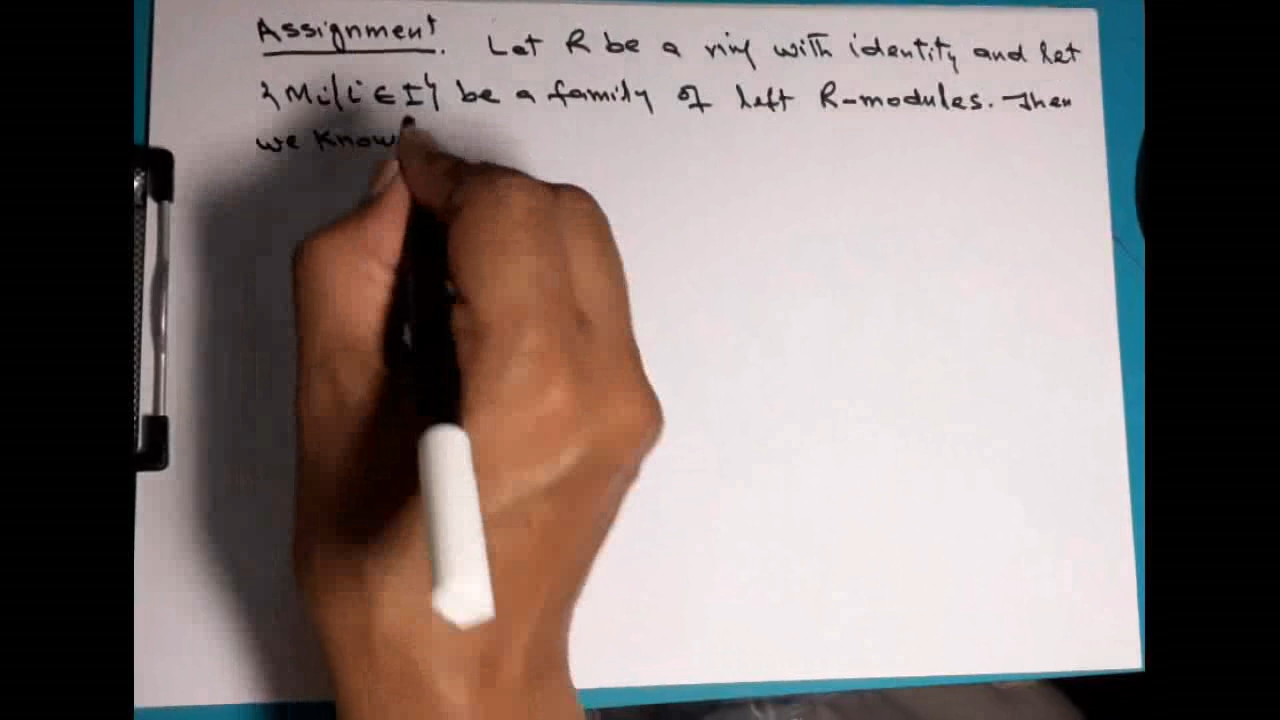 Assignment. Let R be a ring with identity and let
{Mi | i ∈ I} be a family of left R-modules. Then
we know